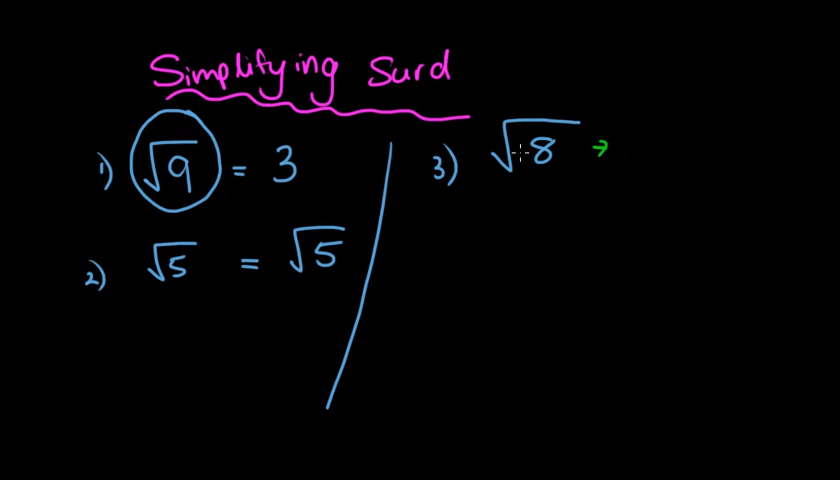 Simplifying Surd
1) √9 = 3
2) √5 = √5
3) √8 →